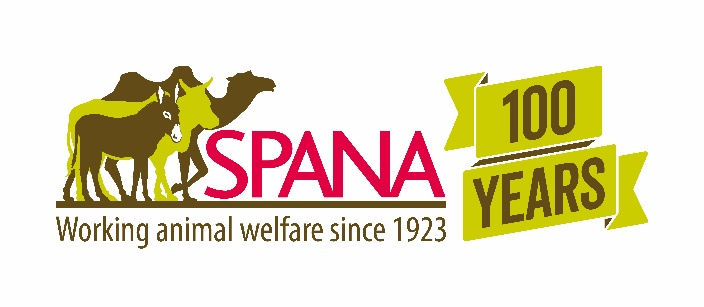 SPANA
Working animal welfare since 1923
100
YEARS